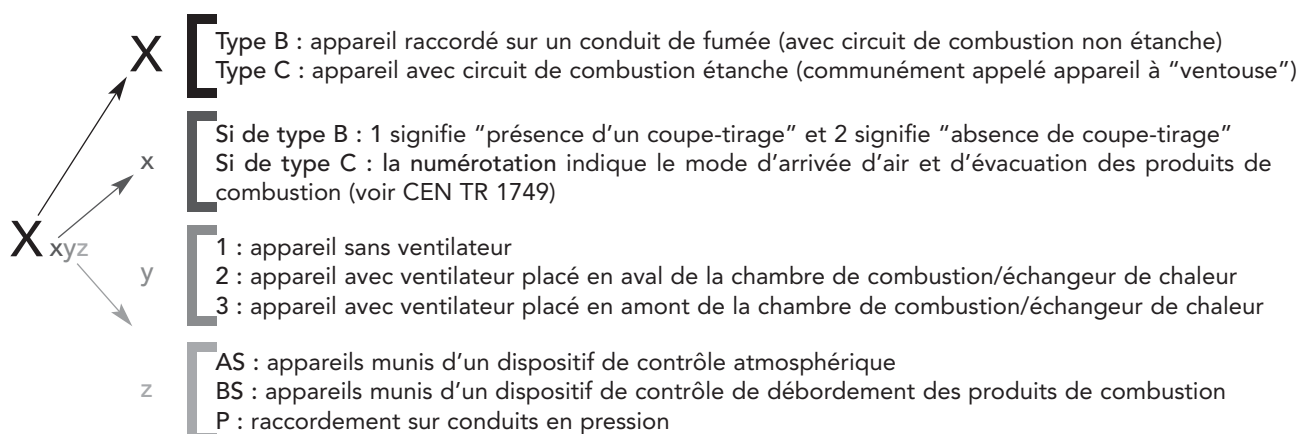 X
Type B : appareil raccordé sur un conduit de fumée (avec circuit de combustion non étanche)
Type C : appareil avec circuit de combustion étanche (communément appelé appareil à “ventouse”)
x
Si de type B : 1 signifie “présence d’un coupe-tirage” et 2 signifie “absence de coupe-tirage”
Si de type C : la numérotation indique le mode d’arrivée d’air et d’évacuation des produits de
combustion (voir CEN TR 1749)
X xyz
y
1 : appareil sans ventilateur
2 : appareil avec ventilateur placé en aval de la chambre de combustion/échangeur de chaleur
3 : appareil avec ventilateur placé en amont de la chambre de combustion/échangeur de chaleur
z
AS : appareils munis d’un dispositif de contrôle atmosphérique
BS : appareils munis d’un dispositif de contrôle de débordement des produits de combustion
P : raccordement sur conduits en pression